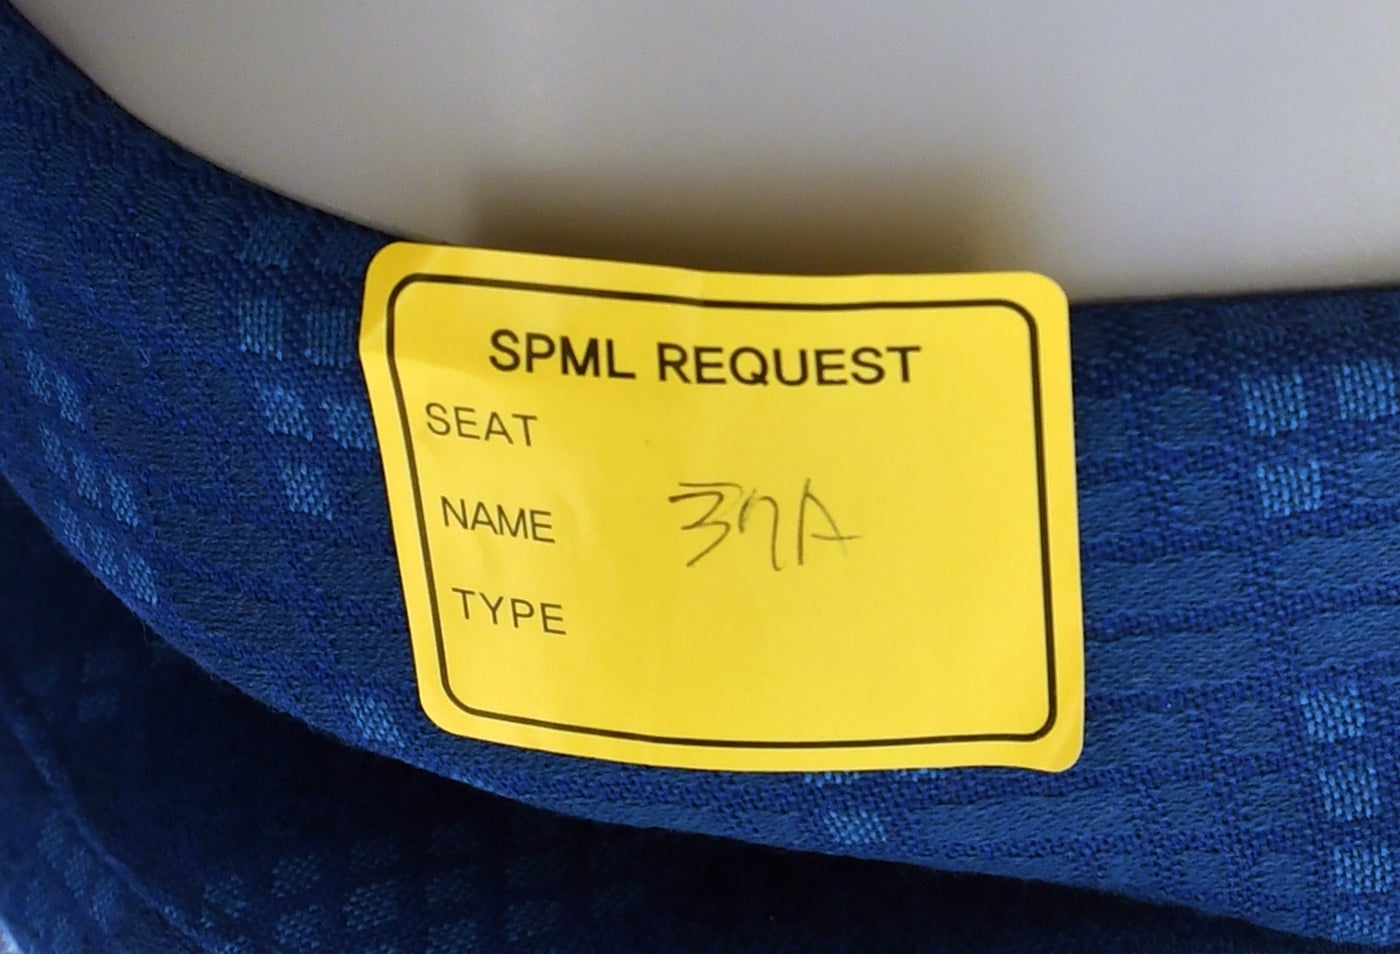 SPML REQUEST
SEAT
NAME 37A
TYPE